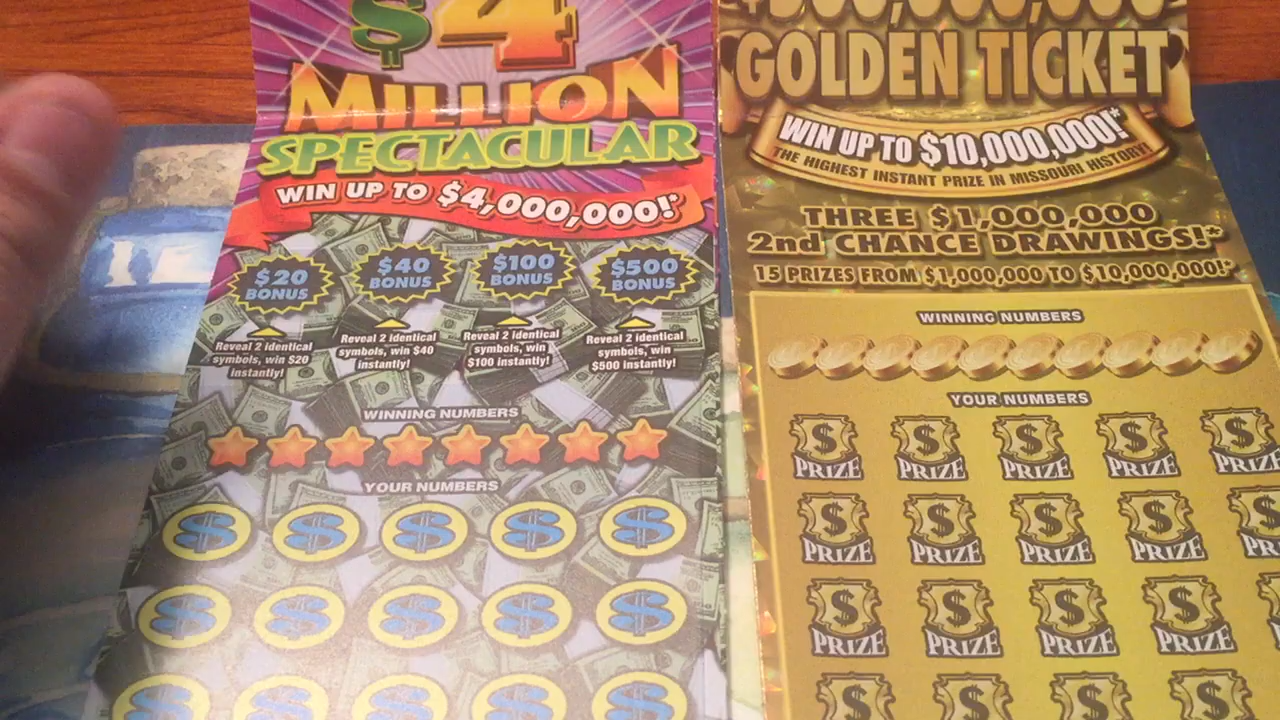 $4
MILLION
SPECTACULAR
WIN UP TO $4,000,000!*
$20
BONUS
$40
BONUS
$100
BONUS
$500
BONUS
Reveal 2 identical
symbols, win $20
instantly!
Reveal 2 identical
symbols, win $40
instantly!
Reveal 2 identical
symbols, win
$100 instantly!
Reveal 2 identical
symbols, win
$500 instantly!
WINNING NUMBERS
YOUR NUMBERS
$ $ $ $ $
$ $ $ $ $
$ $ $ $ $
GOLDEN TICKET
WIN UP TO $10,000,000!*
THE HIGHEST INSTANT PRIZE IN MISSOURI HISTORY!
THREE $1,000,000
2nd CHANCE DRAWINGS!*
15 PRIZES FROM $1,000,000 TO $10,000,000!*
WINNING NUMBERS
YOUR NUMBERS
$ $ $ $ $
PRIZE PRIZE PRIZE PRIZE PRIZE
$ $ $ $ $
PRIZE PRIZE PRIZE PRIZE
$ $ $ $
PRIZE PRIZE PRIZE PRIZE
$ $ $ $